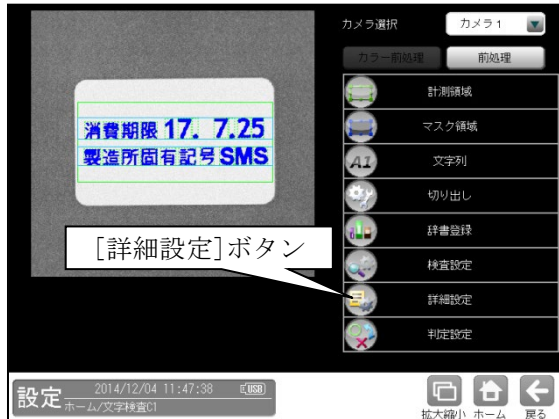 カメラ選択
カメラ1
カラー前処理
前処理
計測領域
マスク領域
A1
文字列
切り出し
辞書登録
検査設定
詳細設定
判定設定
消費期限 17. 7.25
製造所固有記号 SMS
[詳細設定]ボタン
設定
2014/12/04 11:47:38
USB
ホーム/文字検査C1
拡大縮小
ホーム
戻る